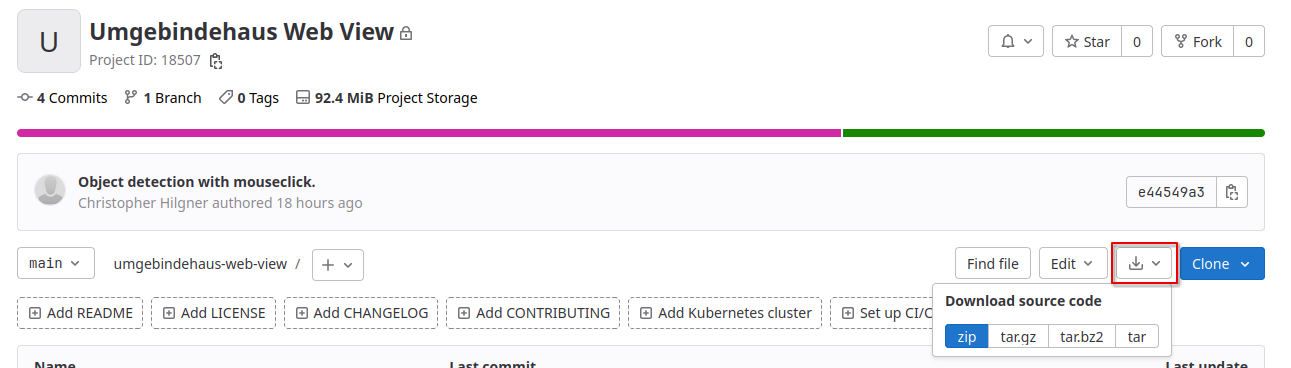 U
Umgebindehaus Web View
Project ID: 18507
Star 0
Fork 0
4 Commits 1 Branch 0 Tags 92.4 MiB Project Storage
Object detection with mouseclick.
Christopher Hilgner authored 18 hours ago
e44549a3
main umgebindehaus-web-view / + Find file Edit Clone
Add README Add LICENSE Add CHANGELOG Add CONTRIBUTING Add Kubernetes cluster Set up CI/C
Download source code
zip tar.gz tar.bz2 tar
Name Last commit Last update